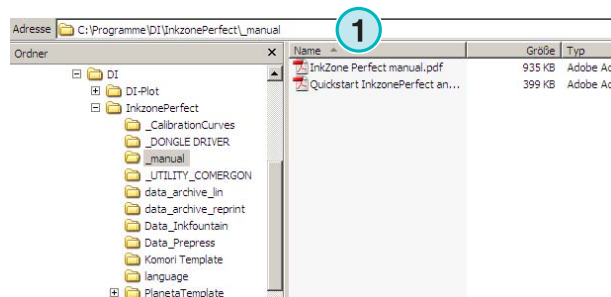 Adresse C:\Programme\DI\InkzonePerfect\_manual
1
Ordner
Name Größe Typ
DI
DI-Plot
InkzonePerfect
_CalibrationCurves
_DONGLE DRIVER
_manual
_UTILITY_COMERGON
data_archive_lin
data_archive_reprint
Data_Inkfountain
Data_Prepress
Komori Template
language
PlanetaTemplate
InkZone Perfect manual.pdf 935 KB Adobe Ac
Quickstart InkzonePerfect an... 399 KB Adobe Ac